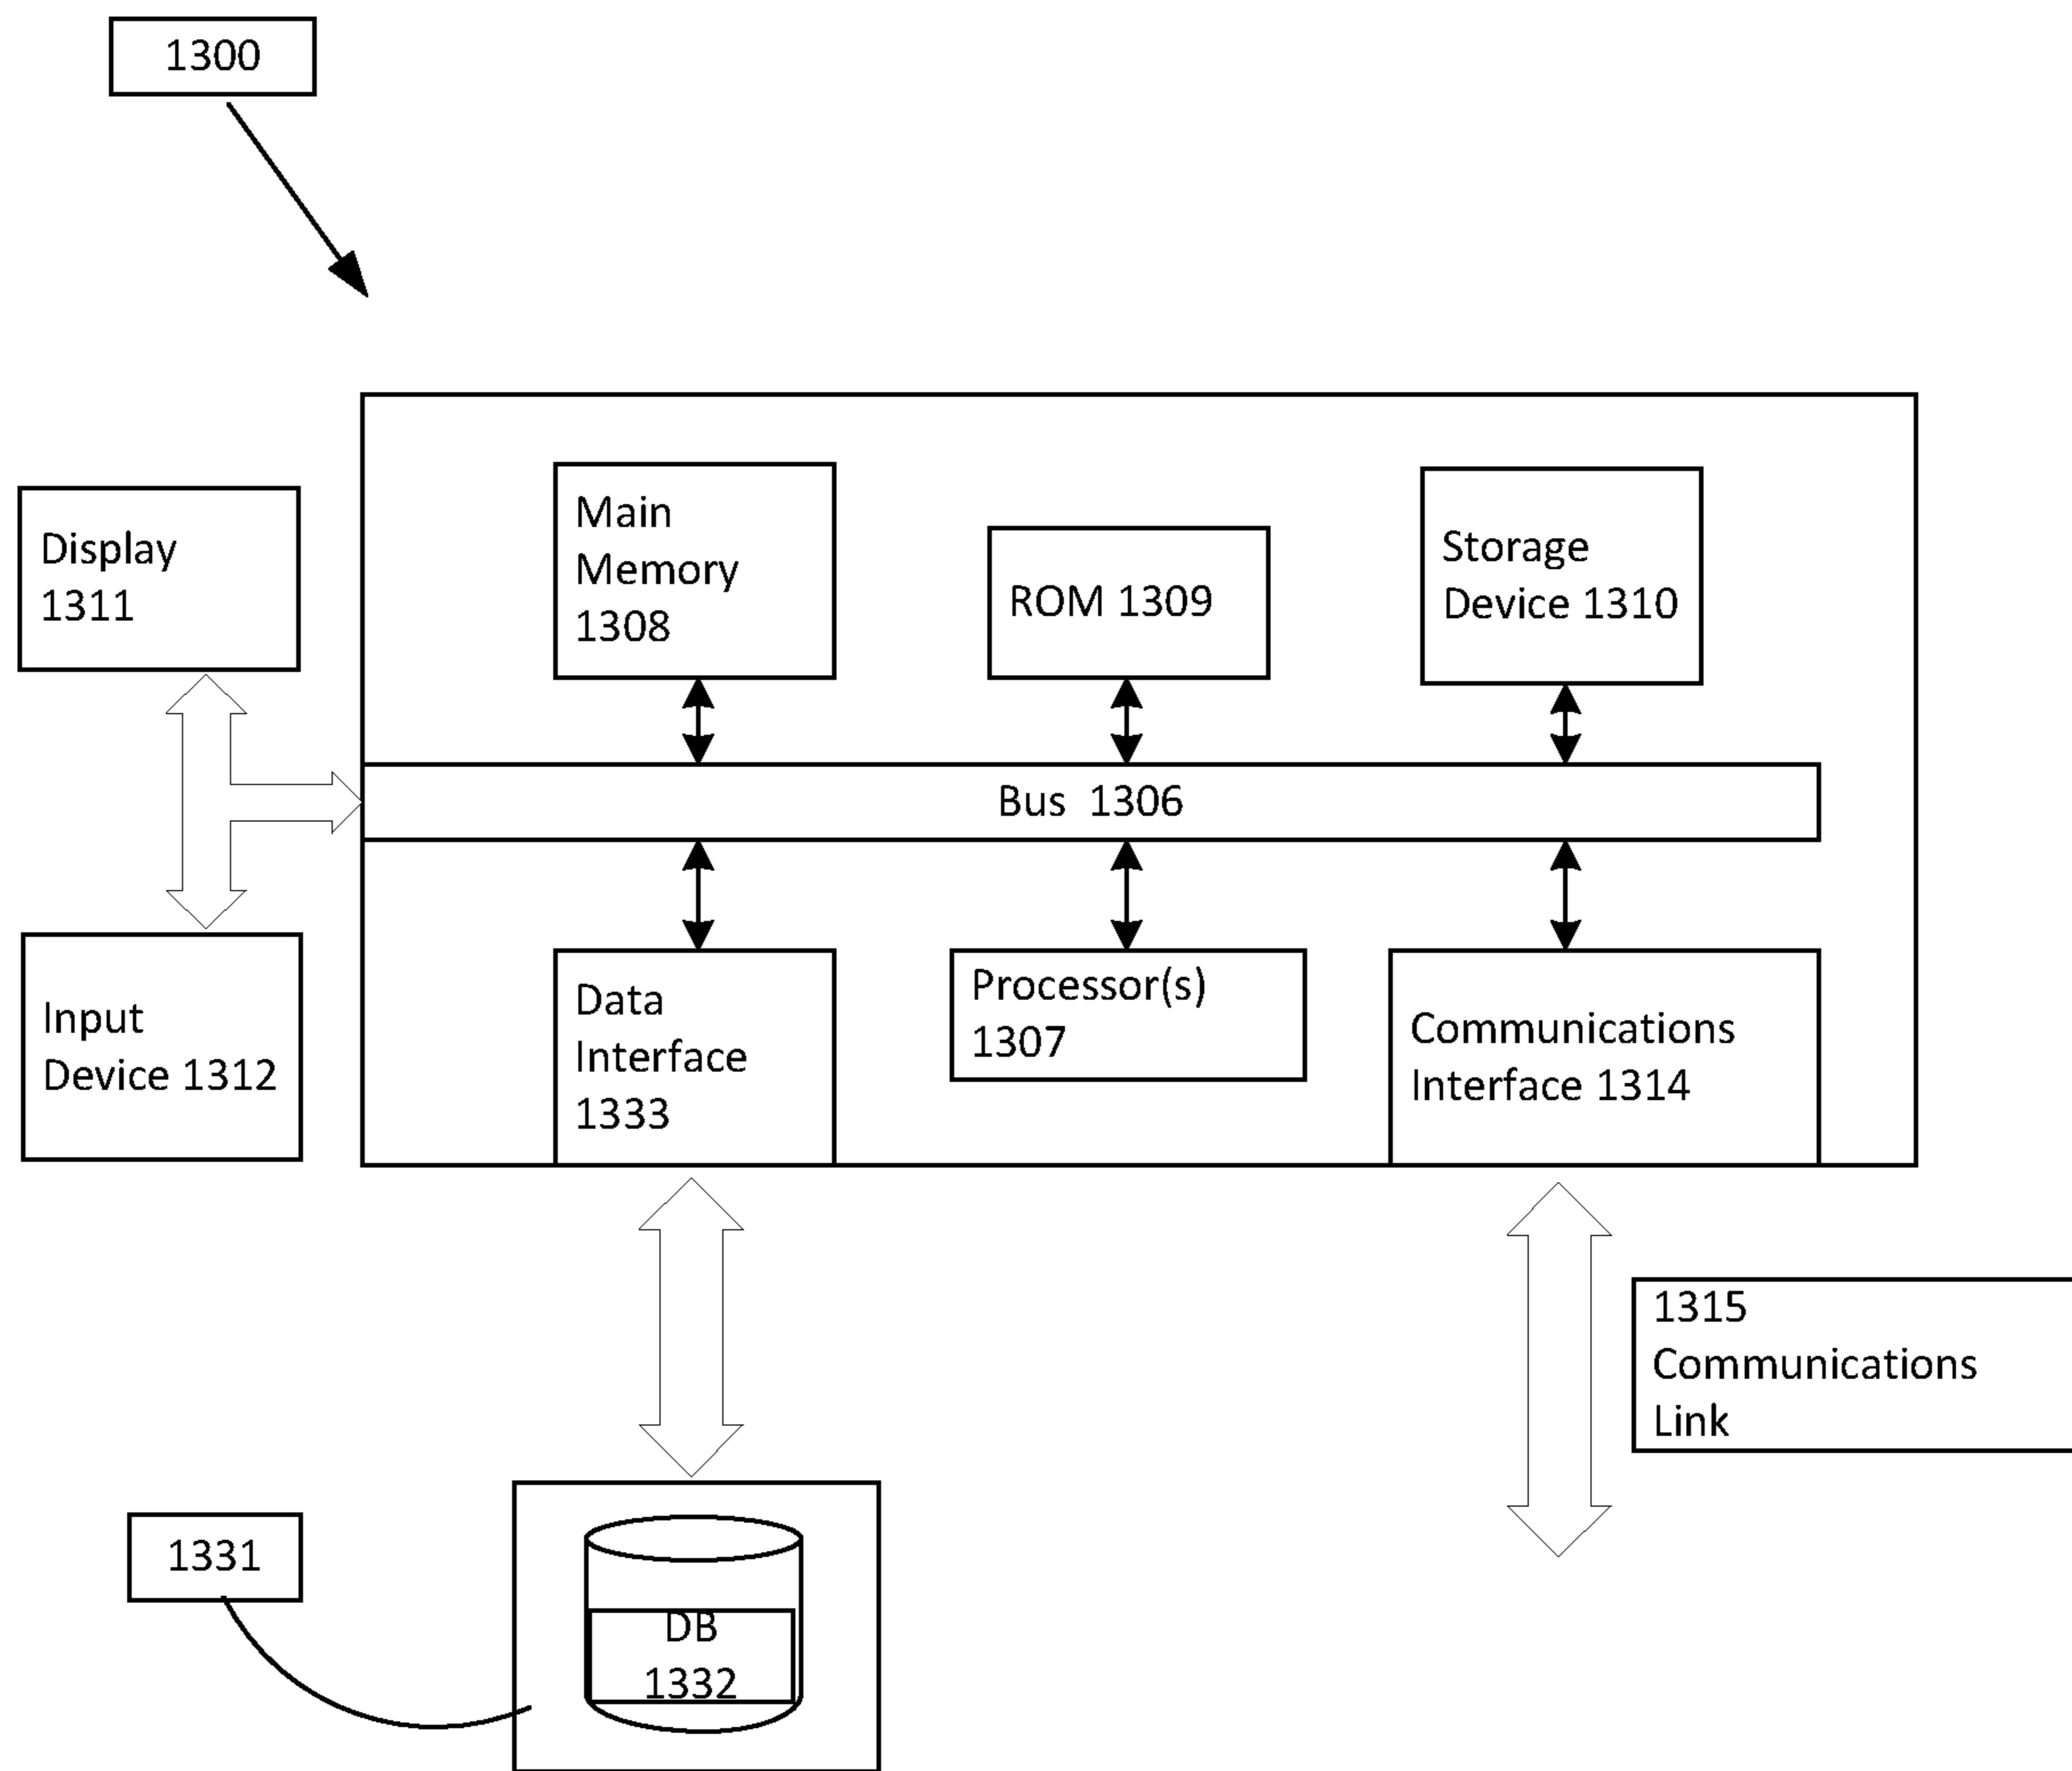 1300
Display
1311
Main
Memory
1308
ROM 1309
Storage
Device 1310
Bus 1306
Input
Device 1312
Data
Interface
1333
Processor(s)
1307
Communications
Interface 1314
1315
Communications
Link
1331
DB
1332